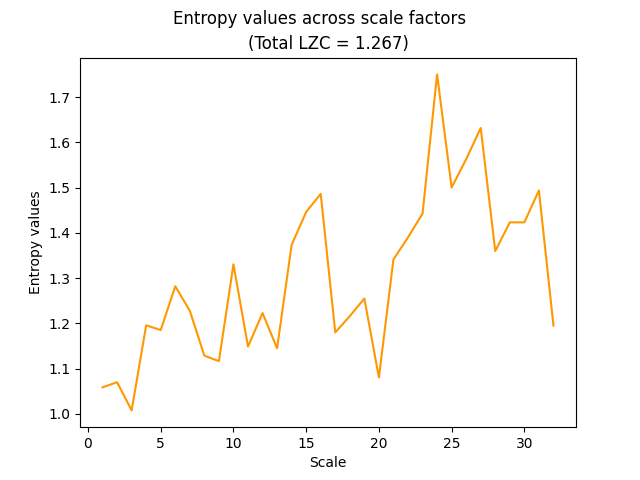 Entropy values across scale factors
(Total LZC = 1.267)
1.7
1.6
1.5
1.4
1.3
1.2
1.1
1.0
Entropy values
0 5 10 15 20 25 30
Scale